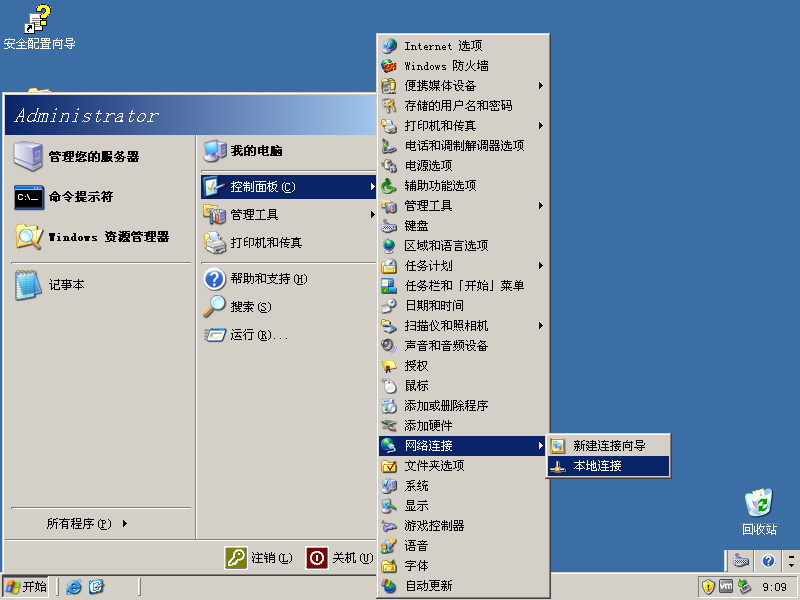 安全配置向导
Administrator
管理您的服务器
C:\_
命令提示符
Windows 资源管理器
记事本
所有程序(P)
我的电脑
控制面板(C)
管理工具
打印机和传真
帮助和支持(H)
搜索(S)
运行(R)...
注销(L)
关机(U)
Internet 选项
Windows 防火墙
便携媒体设备
存储的用户名和密码
打印机和传真
电话和调制解调器选项
电源选项
辅助功能选项
管理工具
键盘
区域和语言选项
任务计划
任务栏和「开始」菜单
日期和时间
扫描仪和照相机
声音和音频设备
授权
鼠标
添加或删除程序
添加硬件
网络连接
文件夹选项
系统
显示
游戏控制器
语音
字体
自动更新
新建连接向导
本地连接
回收站
开始
vm
9:09